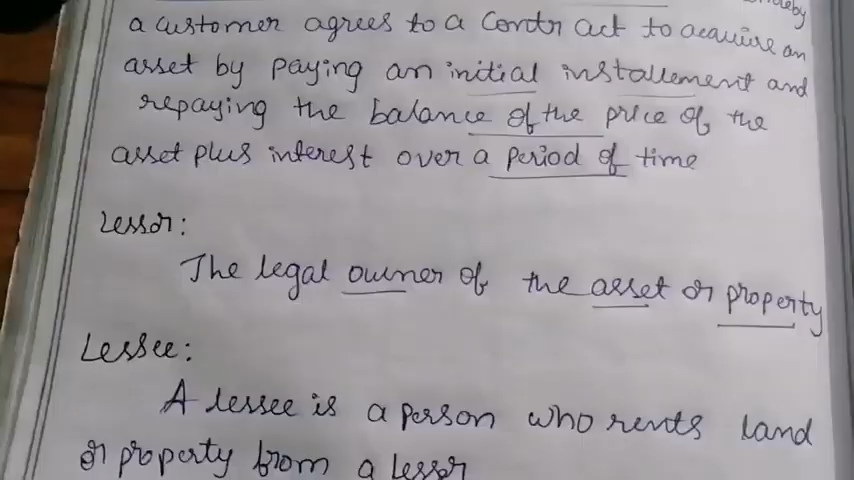 a customer agrees to a Contract to acquire an
asset by paying an initial installement and
repaying the balance of the price of the
asset plus interest over a period of time
Lessor:
The legal owner of the asset or property
Lessee:
A lessee is a person who rents land
or property from a lessor